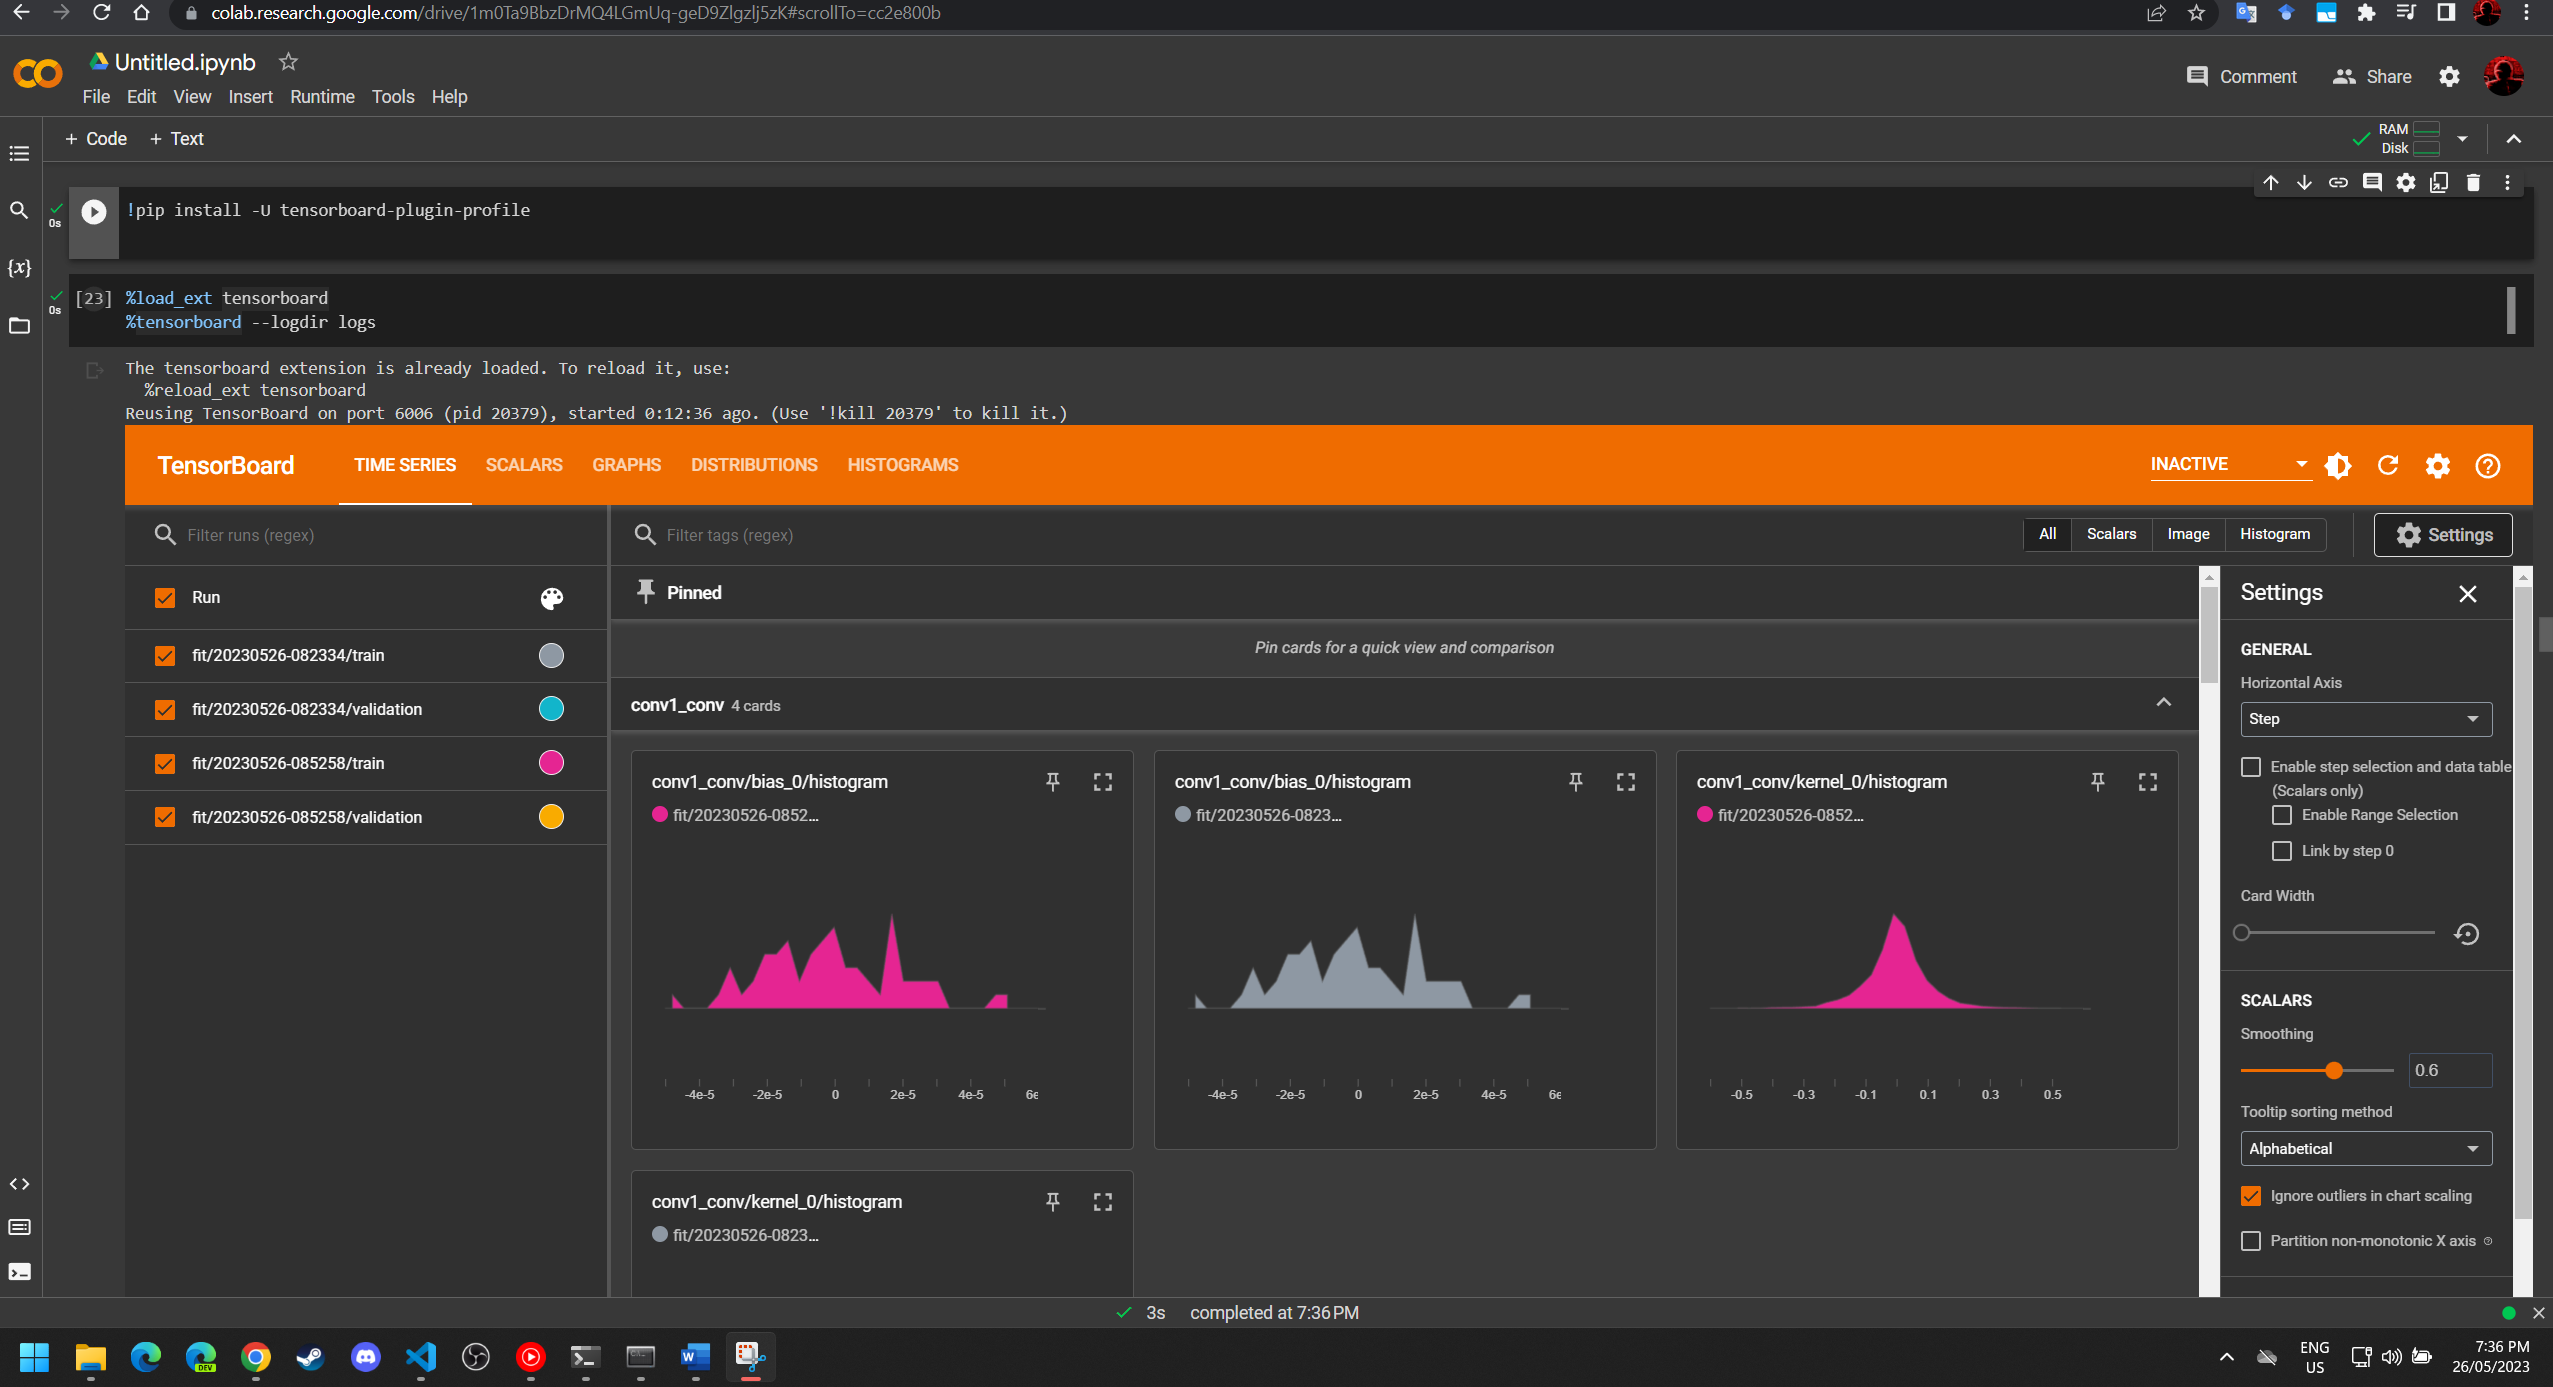 colab.research.google.com/drive/1m0Ta9BbzDrMQ4LGmUq-geD9Zlgzlj5zK#scrollTo=cc2e800b
Untitled.ipynb
File Edit View Insert Runtime Tools Help
Comment Share
+ Code + Text
RAM
Disk
0s
!pip install -U tensorboard-plugin-profile
0s
[23] %load_ext tensorboard
%tensorboard --logdir logs
The tensorboard extension is already loaded. To reload it, use:
%reload_ext tensorboard
Reusing TensorBoard on port 6006 (pid 20379), started 0:12:36 ago. (Use '!kill 20379' to kill it.)
TensorBoard TIME SERIES SCALARS GRAPHS DISTRIBUTIONS HISTOGRAMS INACTIVE
Filter runs (regex)
Filter tags (regex)
All Scalars Image Histogram Settings
Run
fit/20230526-082334/train
fit/20230526-082334/validation
fit/20230526-085258/train
fit/20230526-085258/validation
Pinned
Pin cards for a quick view and comparison
conv1_conv 4 cards
conv1_conv/bias_0/histogram
fit/20230526-0852...
-4e-5 -2e-5 0 2e-5 4e-5 6e
conv1_conv/bias_0/histogram
fit/20230526-0823...
-4e-5 -2e-5 0 2e-5 4e-5 6e
conv1_conv/kernel_0/histogram
fit/20230526-0852...
-0.5 -0.3 -0.1 0.1 0.3 0.5
conv1_conv/kernel_0/histogram
fit/20230526-0823...
Settings
GENERAL
Horizontal Axis
Step
Enable step selection and data table
(Scalars only)
Enable Range Selection
Link by step 0
Card Width
SCALARS
Smoothing
0.6
Tooltip sorting method
Alphabetical
Ignore outliers in chart scaling
Partition non-monotonic X axis
3s completed at 7:36 PM
DEV
ENG
US
7:36 PM
26/05/2023